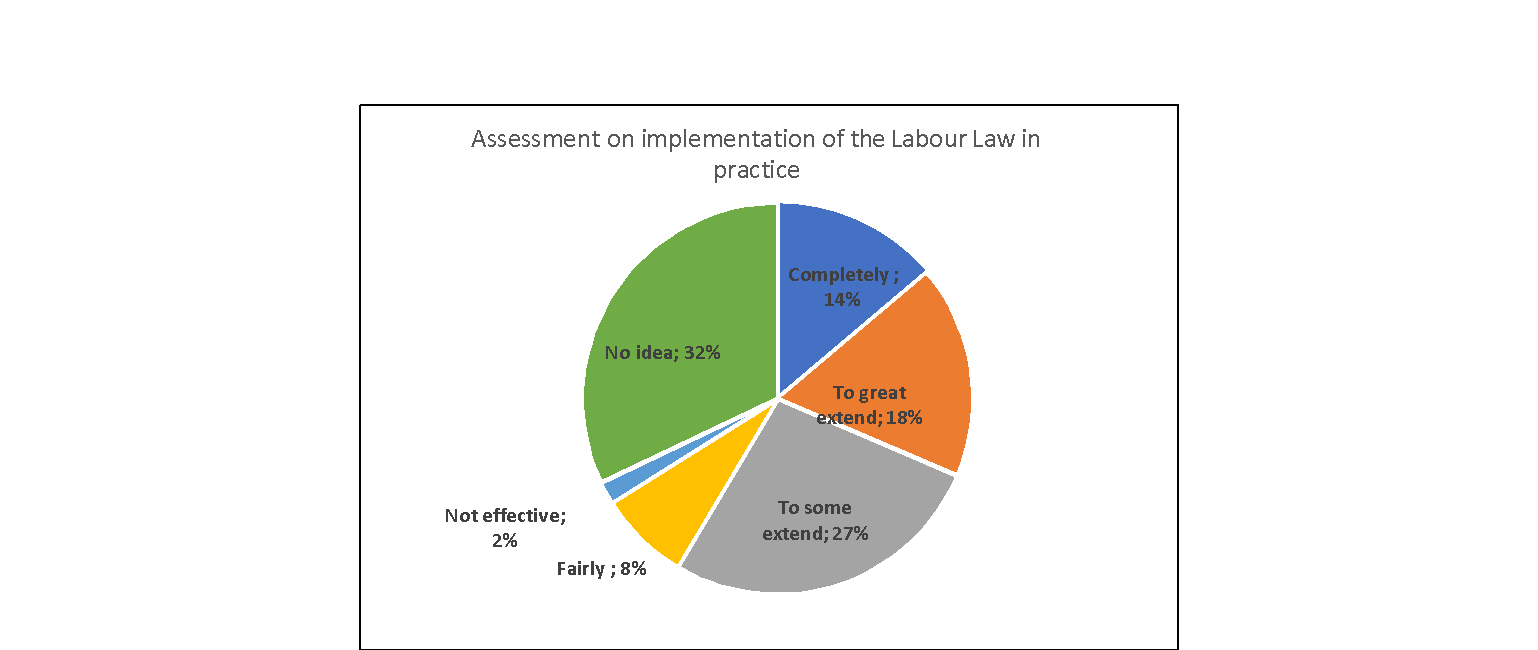 Assessment on implementation of the Labour Law in
practice
Completely ;
14%
To great
extend; 18%
To some
extend; 27%
Fairly ; 8%
Not effective;
2%
No idea; 32%